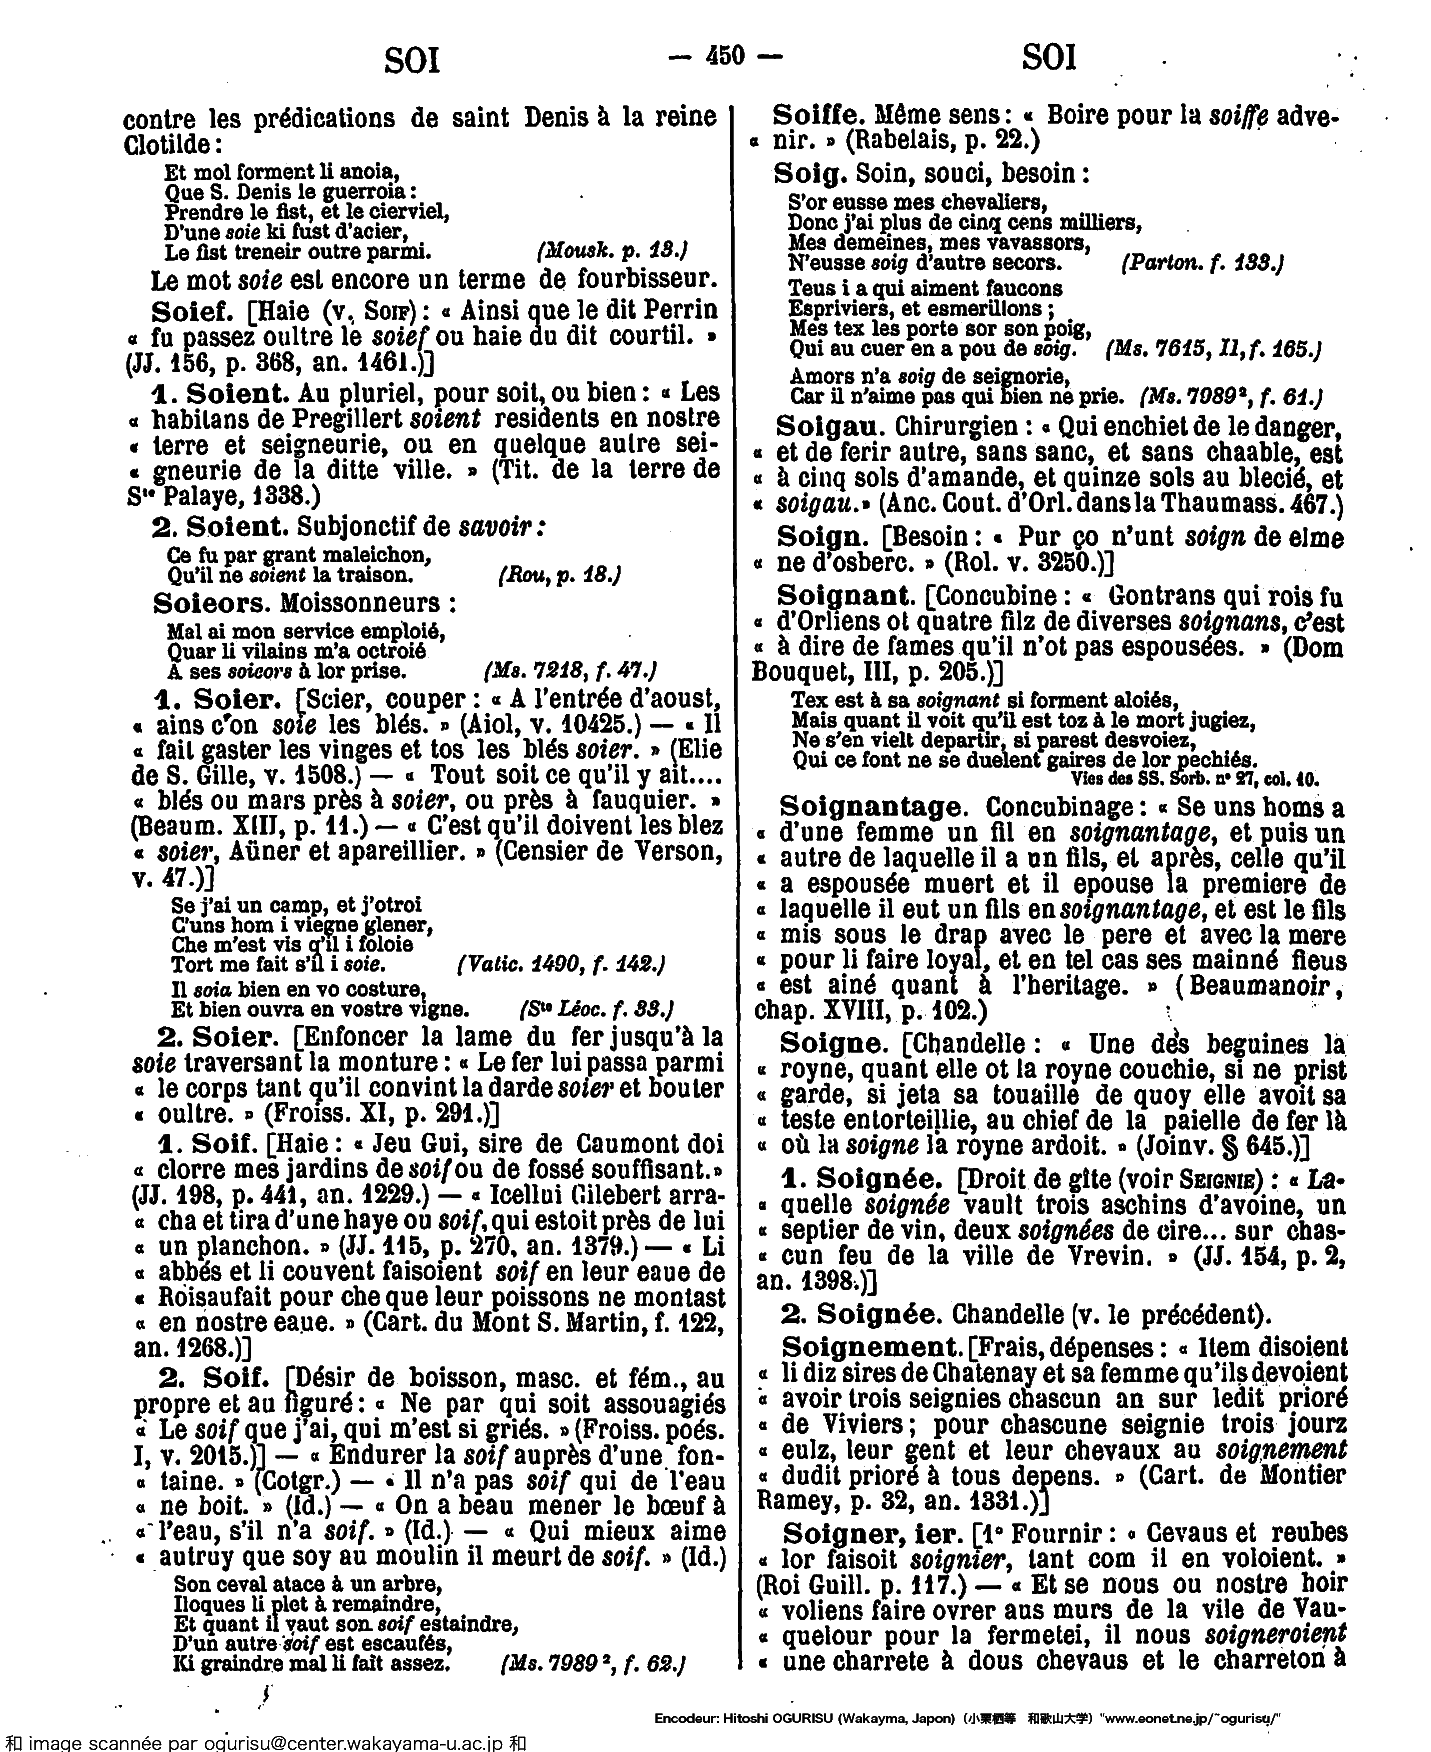 SOI — 450 — SOI
contre les prédications de saint Denis à la reine
Clotilde :
Et mol forment li anoia,
Que S. Denis le guerroia :
Prendre le fist, et le cierviel,
D'une soie ki fust d'acier,
Le fist treneir outre parmi. (Mousk. p. 13.)
Le mot soie est encore un terme de fourbisseur.
Soief. [Haie (v. SOIF) : « Ainsi que le dit Perrin
« fu passez oultre le soief ou haie du dit courtil. »
(JJ. 156, p. 368, an. 1461.)]
1. Soient. Au pluriel, pour soit, ou bien : « Les
« habitans de Pregillert soient residents en nostre
« terre et seigneurie, ou en quelque autre sei-
« gneurie de la ditte ville. » (Tit. de la terre de
Ste Palaye, 1338.)
2. Soient. Subjonctif de savoir :
Ce fu par grant maleichon,
Qu'il ne soient la traison. (Rou, p. 18.)
Soieors. Moissonneurs :
Mal ai mon service emploié,
Quar li vilains m'a octroié
A ses soieors à lor prise. (Ms. 7218, f. 47.)
1. Soier. [Scier, couper : « A l'entrée d'aoust,
« ains c'on soie les blés. » (Aiol, v. 10425.) — « Il
« fait gaster les vinges et tos les blés soier. » (Elie
de S. Gille, v. 1508.) — « Tout soit ce qu'il y ait....
« blés ou mars près à soier, ou près à fauquier. »
(Beaum. XIII, p. 11.) — « C'est qu'il doivent les blez
« soier, Aüner et apareillier. » (Censier de Verson,
v. 47.)]
Se j'ai un camp, et j'otroi
C'uns hom i viegne glener,
Che m'est vis q'il i foloie
Tort me fait s'il i soie. (Vatic. 1490, f. 142.)
Il soia bien en vo costure,
Et bien ouvra en vostre vigne. (Ste Léoc. f. 33.)
2. Soier. [Enfoncer la lame du fer jusqu'à la
soie traversant la monture : « Le fer lui passa parmi
« le corps tant qu'il convint la darde soier et bouter
« oultre. » (Froiss. XI, p. 291.)]
1. Soif. [Haie : « Jeu Gui, sire de Caumont doi
« clorre mes jardins de soif ou de fossé souffisant.»
(JJ. 198, p. 441, an. 1229.) — « Icellui Gilebert arra-
« cha et tira d'une haye ou soif, qui estoit près de lui
« un planchon. » (JJ. 115, p. 270, an. 1379.) — « Li
« abbés et li couvent faisoient soif en leur eaue de
« Roisaufait pour che que leur poissons ne montast
« en nostre eaue. » (Cart. du Mont S. Martin, f. 122,
an. 1268.)]
2. Soif. [Désir de boisson, masc. et fém., au
propre et au figuré : « Ne par qui soit assouagiés
« Le soif que j'ai, qui m'est si griés. » (Froiss. poés.
I, v. 2015.)] — « Endurer la soif auprès d'une fon-
« taine. » (Cotgr.) — « Il n'a pas soif qui de l'eau
« ne boit. » (Id.) — « On a beau mener le bœuf à
« l'eau, s'il n'a soif. » (Id.) — « Qui mieux aime
« autruy que soy au moulin il meurt de soif. » (Id.)
Son ceval atace à un arbre,
Iloques li plet à remaindre,
Et quant il vaut son soif estaindre,
D'un autre soif est escaufés,
Ki graindre mal li fait assez. (Ms. 7989 ², f. 62.)
Soiffe. Même sens : « Boire pour la soiffe adve-
« nir. » (Rabelais, p. 22.)
Soig. Soin, souci, besoin :
S'or eusse mes chevaliers,
Donc j'ai plus de cinq cens milliers,
Mes demeines, mes vavassors,
N'eusse soig d'autre secors. (Parton. f. 133.)
Teus i a qui aiment faucons
Espriviers, et esmerillons ;
Mes tex les porte sor son poig,
Qui au cuer en a pou de soig. (Ms. 7615, II, f. 165.)
Amors n'a soig de seignorie,
Car il n'aime pas qui bien ne prie. (Ms. 7989², f. 61.)
Soigau. Chirurgien : « Qui enchiet de le danger,
« et de ferir autre, sans sanc, et sans chaable, est
« à cinq sols d'amande, et quinze sols au blecié, et
« soigau.» (Anc. Cout. d'Orl. dans la Thaumass. 467.)
Soign. [Besoin : « Pur ço n'unt soign de elme
« ne d'osberc. » (Rol. v. 3250.)]
Soignant. [Concubine : « Gontrans qui rois fu
« d'Orliens ot quatre filz de diverses soignans, c'est
« à dire de fames qu'il n'ot pas espousées. » (Dom
Bouquet, III, p. 205.)]
Tex est à sa soignant si forment aloiés,
Mais quant il voit qu'il est toz à le mort jugiez,
Ne s'en vielt departir, si parest desvoiez,
Qui ce font ne se duelent gaires de lor pechiés.
Vies des SS. Sorb. n° 27, col. 10.
Soignantage. Concubinage : « Se uns homs a
« d'une femme un fil en soignantage, et puis un
« autre de laquelle il a un fils, et après, celle qu'il
« a espousée muert et il epouse la premiere de
« laquelle il eut un fils en soignantage, et est le fils
« mis sous le drap avec le pere et avec la mere
« pour li faire loyal, et en tel cas ses mainné fieus
« est ainé quant à l'heritage. » (Beaumanoir,
chap. XVIII, p. 102.)
Soigne. [Chandelle : « Une des beguines la
« royne, quant elle ot la royne couchie, si ne prist
« garde, si jeta sa touaille de quoy elle avoit sa
« teste entorteillie, au chief de la paielle de fer là
« où la soigne la royne ardoit. » (Joinv. § 645.)]
1. Soignée. [Droit de gîte (voir SEIGNIE) : « La-
« quelle soignée vault trois aschins d'avoine, un
« septier de vin, deux soignées de cire... sur chas-
« cun feu de la ville de Vrevin. » (JJ. 154, p. 2,
an. 1398.)]
2. Soignée. Chandelle (v. le précédent).
Soignement. [Frais, dépenses : « Item disoient
« li diz sires de Chatenay et sa femme qu'ils devoient
« avoir trois seignies chascun an sur ledit prioré
« de Viviers ; pour chascune seignie trois jourz
« eulz, leur gent et leur chevaux au soignement
« dudit prioré à tous depens. » (Cart. de Montier
Ramey, p. 32, an. 1331.)]
Soigner, ier. [1° Fournir : « Cevaus et reubes
« lor faisoit soignier, tant com il en voloient. »
(Roi Guill. p. 117.) — « Et se nous ou nostre hoir
« voliens faire ovrer aus murs de la vile de Vau-
« quelour pour la fermetei, il nous soigneroient
« une charrete à dous chevaus et le charreton à
Encodeur: Hitoshi OGURISU (Wakayma, Japon) (小栗栖等 和歌山大学) "www.eonet.ne.jp/~ogurisu/"
和 image scannée par ogurisu@center.wakayama-u.ac.jp 和